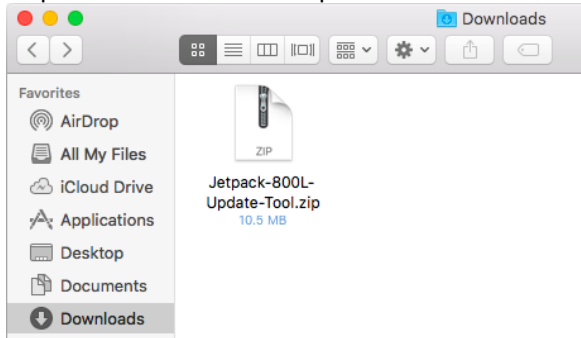 Downloads
Favorites
AirDrop
All My Files
iCloud Drive
Applications
Desktop
Documents
Downloads
ZIP
Jetpack-800L-
Update-Tool.zip
10.5 MB